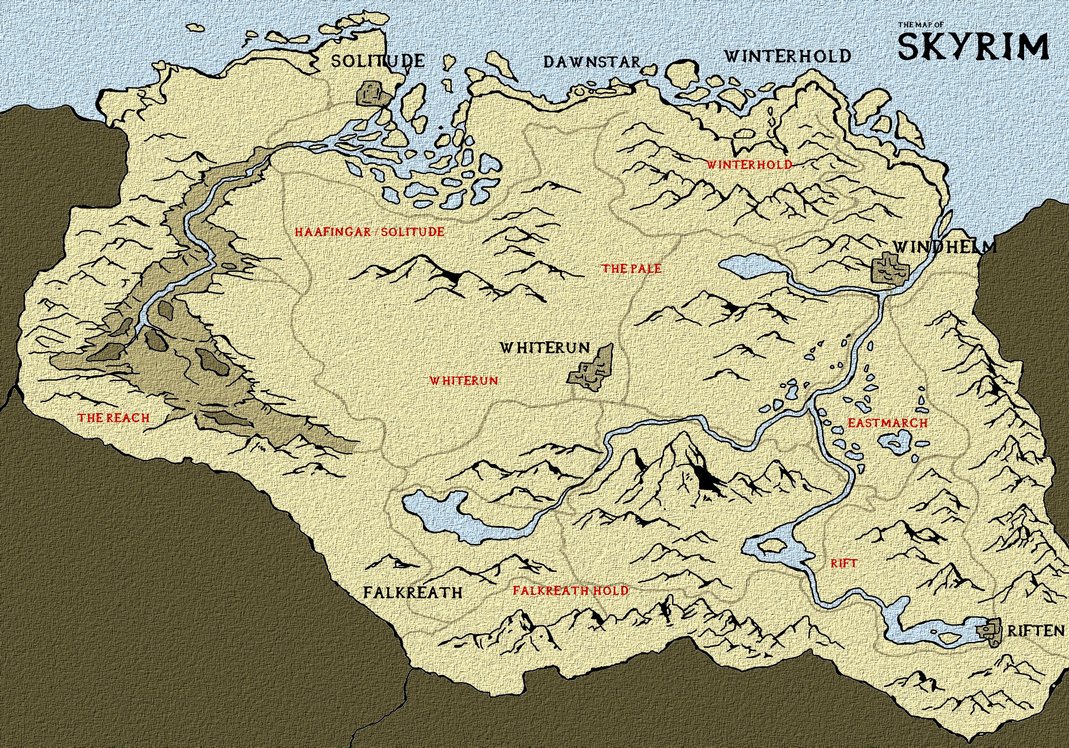 THE MAP OF
SKYRIM
SOLITUDE
DAWNSTAR
WINTERHOLD
WINTERHOLD
HAAFINGAR / SOLITUDE
WINDHELM
THE PALE
WHITERUN
WHITERUN
THE REACH
EASTMARCH
RIFT
FALKREATH
FALKREATH HOLD
RIFTEN